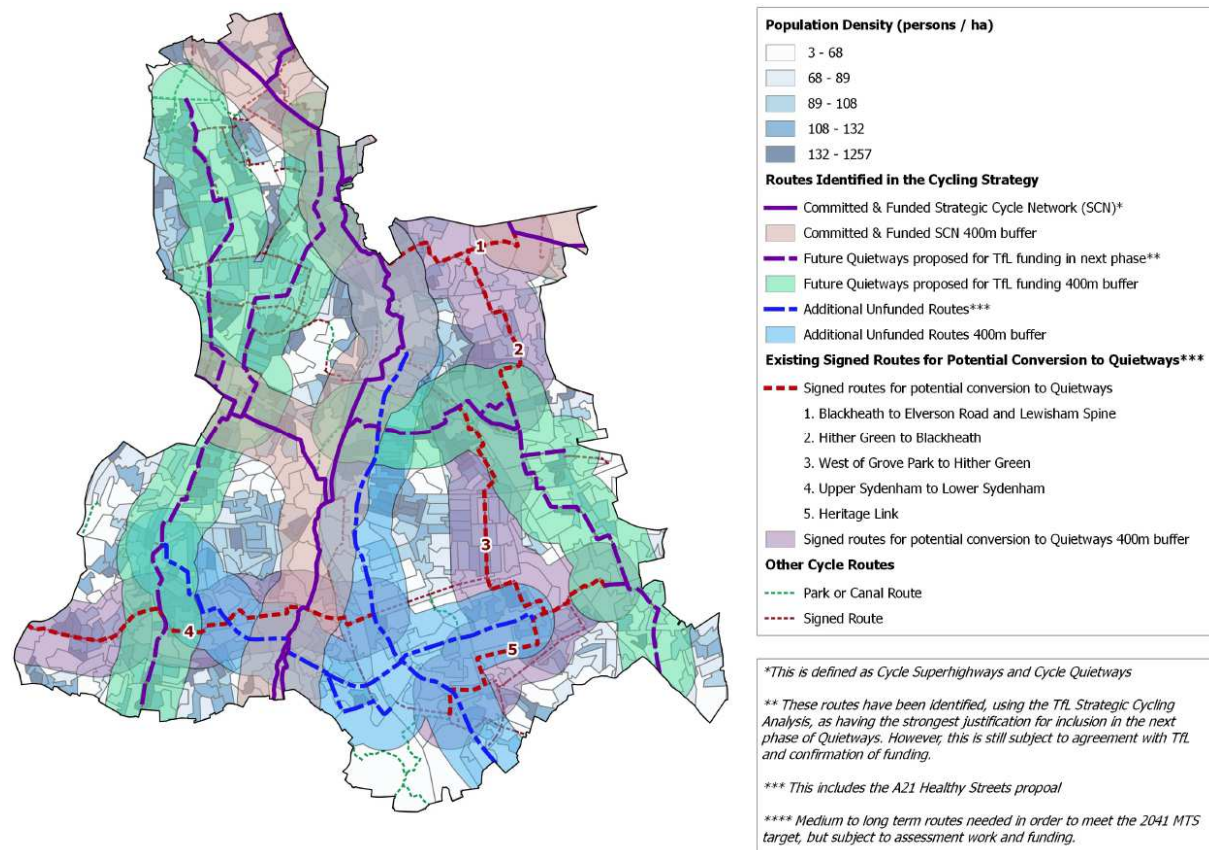 1
2
3
4
5
Population Density (persons / ha)
3 - 68
68 - 89
89 - 108
108 - 132
132 - 1257
Routes Identified in the Cycling Strategy
Committed & Funded Strategic Cycle Network (SCN)*
Committed & Funded SCN 400m buffer
Future Quietways proposed for TfL funding in next phase**
Future Quietways proposed for TfL funding 400m buffer
Additional Unfunded Routes***
Additional Unfunded Routes 400m buffer
Existing Signed Routes for Potential Conversion to Quietways***
Signed routes for potential conversion to Quietways
1. Blackheath to Elverson Road and Lewisham Spine
2. Hither Green to Blackheath
3. West of Grove Park to Hither Green
4. Upper Sydenham to Lower Sydenham
5. Heritage Link
Signed routes for potential conversion to Quietways 400m buffer
Other Cycle Routes
Park or Canal Route
Signed Route
*This is defined as Cycle Superhighways and Cycle Quietways
** These routes have been identified, using the TfL Strategic Cycling
Analysis, as having the strongest justification for inclusion in the next
phase of Quietways. However, this is still subject to agreement with TfL
and confirmation of funding.
*** This includes the A21 Healthy Streets propoal
**** Medium to long term routes needed in order to meet the 2041 MTS
target, but subject to assessment work and funding.